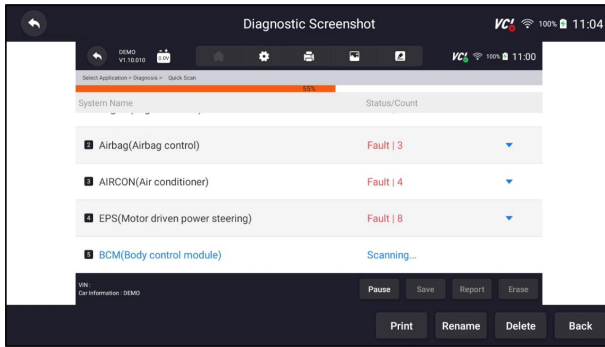 Diagnostic Screenshot
VCI 100% 11:04
DEMO
V1.10.010 0.0V
VCI 100% 11:00
Select Application > Diagnosis > Quick Scan
55%
System Name Status/Count
2 Airbag(Airbag control) Fault | 3
3 AIRCON(Air conditioner) Fault | 4
4 EPS(Motor driven power steering) Fault | 8
5 BCM(Body control module) Scanning...
VIN :
Car Information : DEMO
Pause Save Report Erase
Print Rename Delete Back